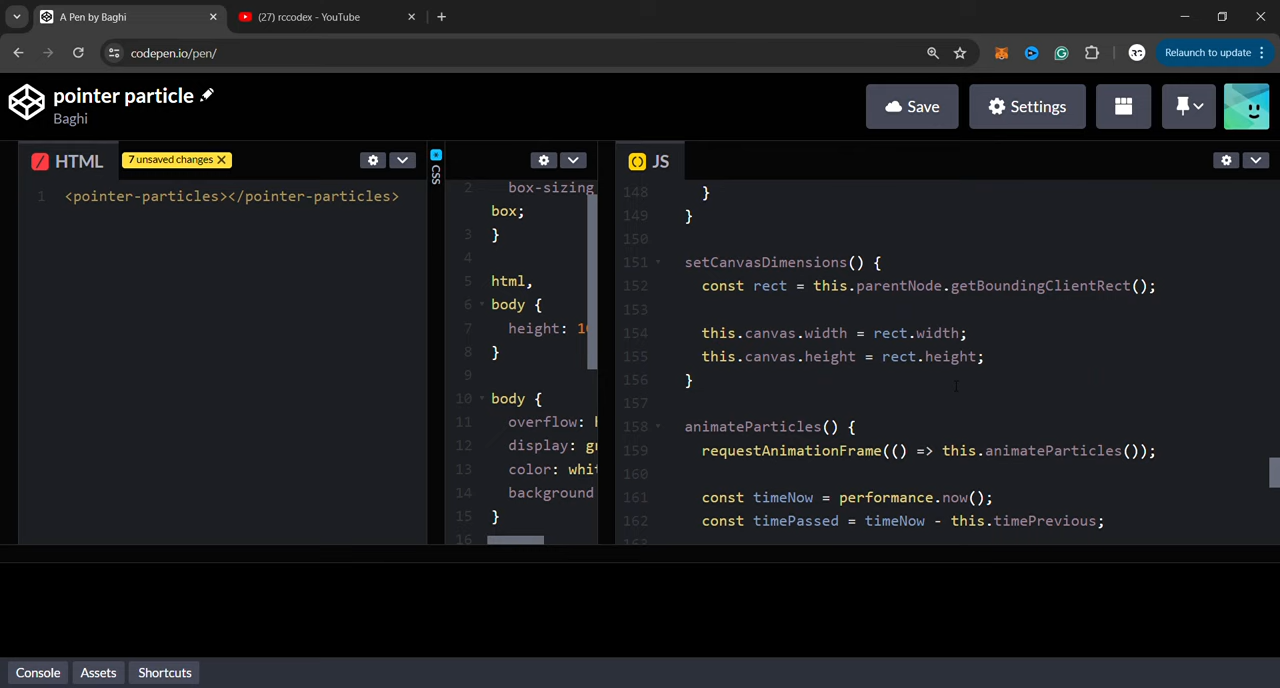 A Pen by Baghi
(27) rccodex - YouTube
codepen.io/pen/
Relaunch to update
pointer particle
Baghi
Save
Settings
HTML
7 unsaved changes X
CSS
JS
1 <pointer-particles></pointer-particles>
2 box-sizing
box;
3 }
4
5 html,
6 body {
7 height: 1
8 }
9
10 body {
11 overflow:
12 display: g
13 color: whi
14 background
15 }
16
148 }
149 }
150
151 setCanvasDimensions() {
152 const rect = this.parentNode.getBoundingClientRect();
153
154 this.canvas.width = rect.width;
155 this.canvas.height = rect.height;
156 }
157
158 animateParticles() {
159 requestAnimationFrame(() => this.animateParticles());
160
161 const timeNow = performance.now();
162 const timePassed = timeNow - this.timePrevious;
Console
Assets
Shortcuts